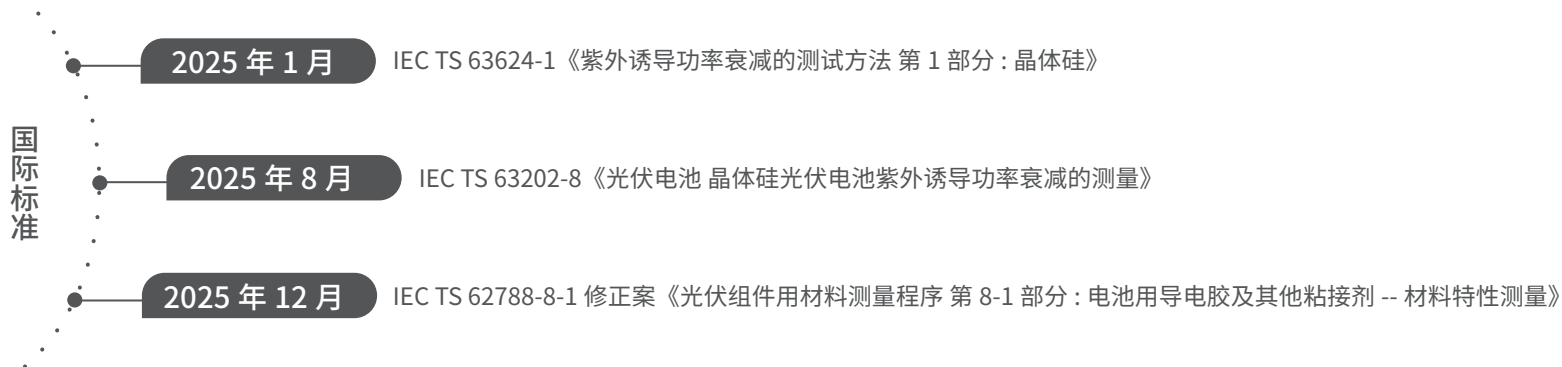 国际标准
2025 年 1 月
IEC TS 63624-1《紫外诱导功率衰减的测试方法 第 1 部分 : 晶体硅》
2025 年 8 月
IEC TS 63202-8《光伏电池 晶体硅光伏电池紫外诱导功率衰减的测量》
2025 年 12 月
IEC TS 62788-8-1 修正案《光伏组件用材料测量程序 第 8-1 部分 : 电池用导电胶及其他粘接剂 -- 材料特性测量》